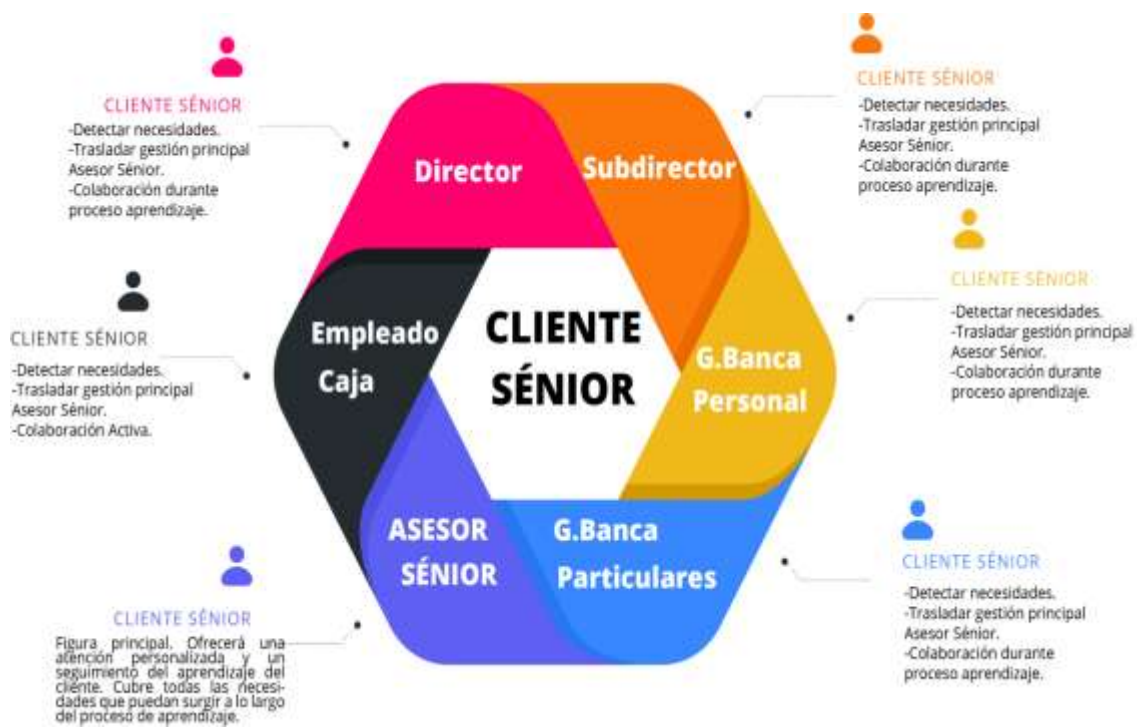 CLIENTE SÉNIOR
-Detectar necesidades.
-Trasladar gestión principal
Asesor Sénior.
-Colaboración durante
proceso aprendizaje.
CLIENTE SÉNIOR
-Detectar necesidades.
-Trasladar gestión principal
Asesor Sénior.
-Colaboración durante
proceso aprendizaje.
Director
Subdirector
CLIENTE SÉNIOR
-Detectar necesidades.
-Trasladar gestión principal
Asesor Sénior.
-Colaboración Activa.
Empleado
Caja
CLIENTE
SÉNIOR
G.Banca
Personal
CLIENTE SÉNIOR
-Detectar necesidades.
-Trasladar gestión principal
Asesor Sénior.
-Colaboración durante
proceso aprendizaje.
ASESOR
SÉNIOR
G.Banca
Particulares
CLIENTE SÉNIOR
Figura principal. Ofrecerá una
atención personalizada y un
seguimiento del aprendizaje del
cliente. Cubre todas las necesi-
dades que puedan surgir a lo largo
del proceso de aprendizaje.
CLIENTE SÉNIOR
-Detectar necesidades.
-Trasladar gestión principal
Asesor Sénior.
-Colaboración durante
proceso aprendizaje.